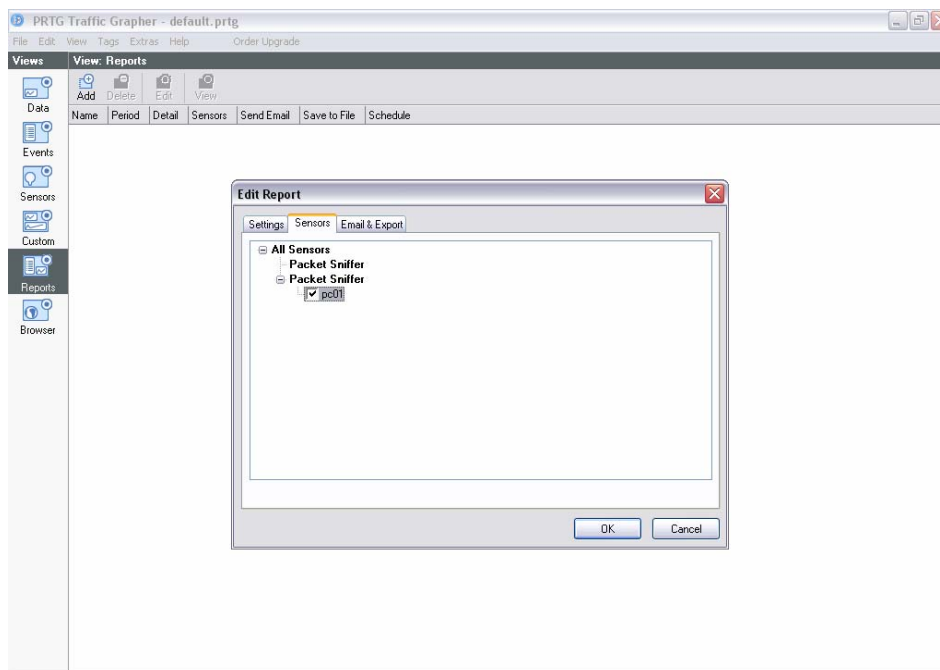 PRTG Traffic Grapher - default.prtg
File Edit View Tags Extras Help Order Upgrade
Views View: Reports
Add Delete Edit View
Name Period Detail Sensors Send Email Save to File Schedule
Data
Events
Sensors
Custom
Reports
Browser
Edit Report
Settings Sensors Email & Export
All Sensors
Packet Sniffer
Packet Sniffer
pc01
OK Cancel